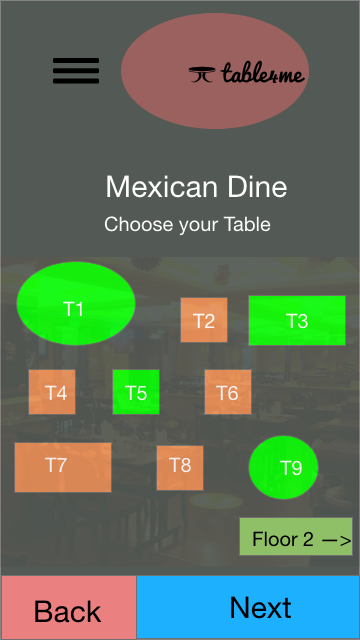 table4me
Mexican Dine
Choose your Table
T1
T2
T3
T4
T5
T6
T7
T8
T9
Floor 2 —>
Back
Next